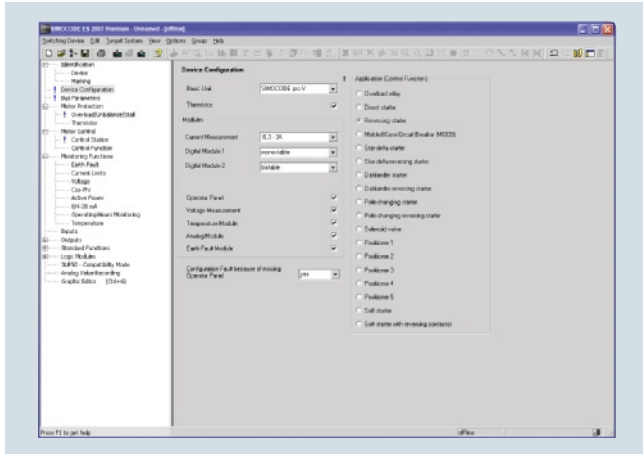 SIMOCODE ES 2007 Premium - Unnamed - [offline]
Switching Device Edit Target System View Options Group Help
Identification
Device
Marking
Device Configuration
Bus Parameters
Motor Protection
Overload/Unbalance/Stall
Thermistor
Motor Control
Control Station
Control Function
Monitoring Functions
Earth Fault
Current Limits
Voltage
Cos-Phi
Active Power
0/4-20 mA
Operating Hours Monitoring
Temperature
Inputs
Outputs
Standard Functions
Logic Modules
Compatibility Mode
Analog Value Recording
Graphic Editor (Ctrl+G)
Device Configuration
Basic Unit
SIMOCODE pro V
Thermistor
Modules
Current Measurement
0,3 - 3A
Digital Module 1
monostable
Digital Module 2
bistable
Operator Panel
Voltage Measurement
Temperature Module
Analog Module
Earth Fault Module
Configuration Fault because of missing
Operator Panel
yes
Application (Control Function)
Overload relay
Direct starter
Reversing starter
Molded Case Circuit Breaker (MCCB)
Star-delta starter
Star-delta reversing starter
Dahlander starter
Dahlander reversing starter
Pole-changing starter
Pole-changing reversing starter
Solenoid valve
Positioner 1
Positioner 2
Positioner 3
Positioner 4
Positioner 5
Soft starter
Soft starter with reversing contactor
Press F1 to get help
offline